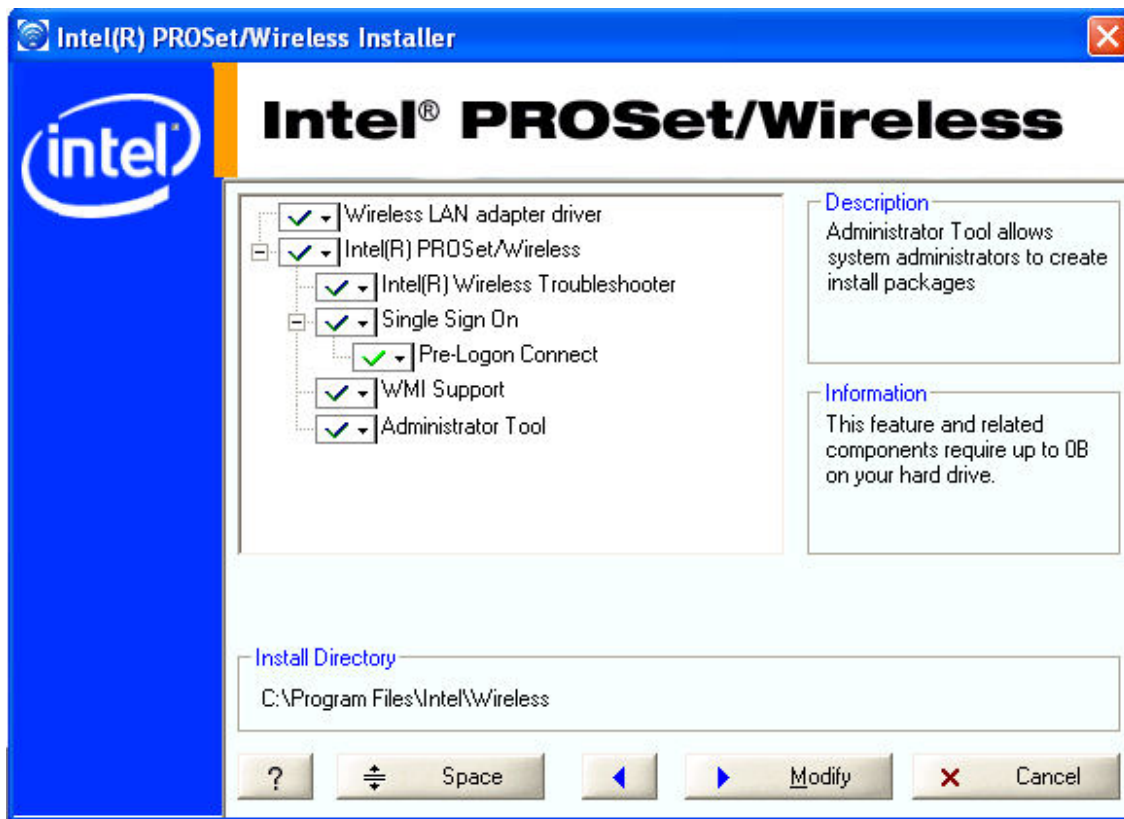 Intel(R) PROSet/Wireless Installer
intel
Intel® PROSet/Wireless
Wireless LAN adapter driver
Intel(R) PROSet/Wireless
Intel(R) Wireless Troubleshooter
Single Sign On
Pre-Logon Connect
WMI Support
Administrator Tool
Description
Administrator Tool allows
system administrators to create
install packages
Information
This feature and related
components require up to 0B
on your hard drive.
Install Directory
C:\Program Files\Intel\Wireless
?
Space
Modify
Cancel